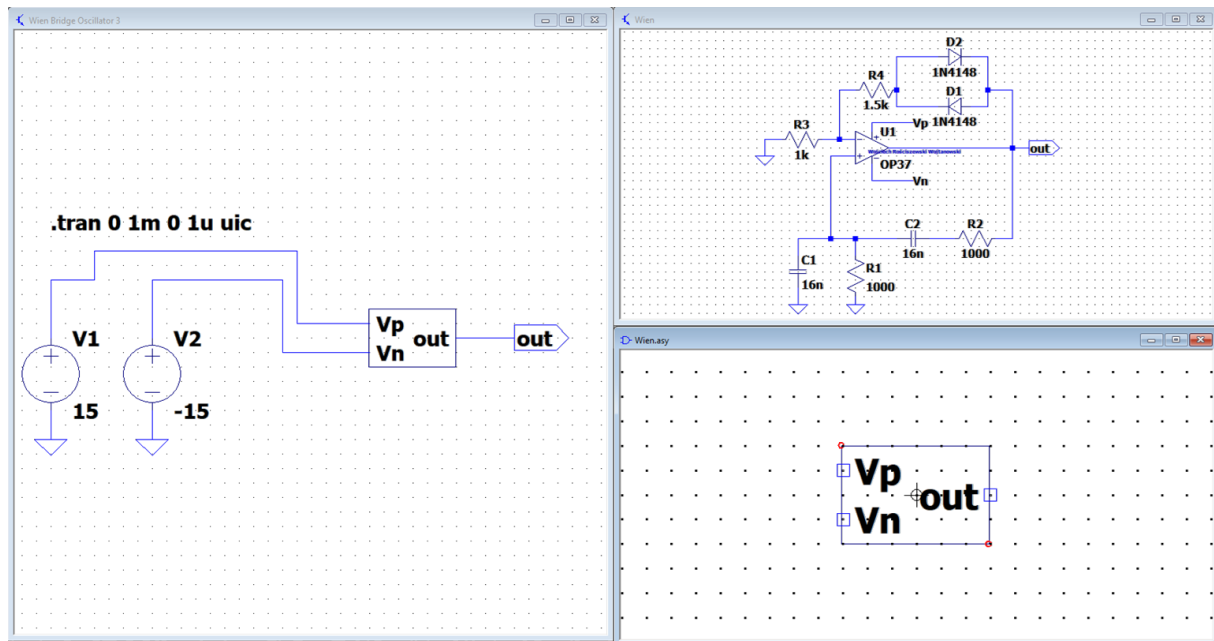 Wien Bridge Oscillator 3
.tran 0 1m 0 1u uic
V1
15
V2
-15
Vp
Vn
out
out
Wien
D2
1N4148
R4
1.5k
D1
1N4148
R3
1k
Vp
U1
OP37
Vn
out
C2
16n
R2
1000
C1
16n
R1
1000
Wien.asy
Vp
Vn
out